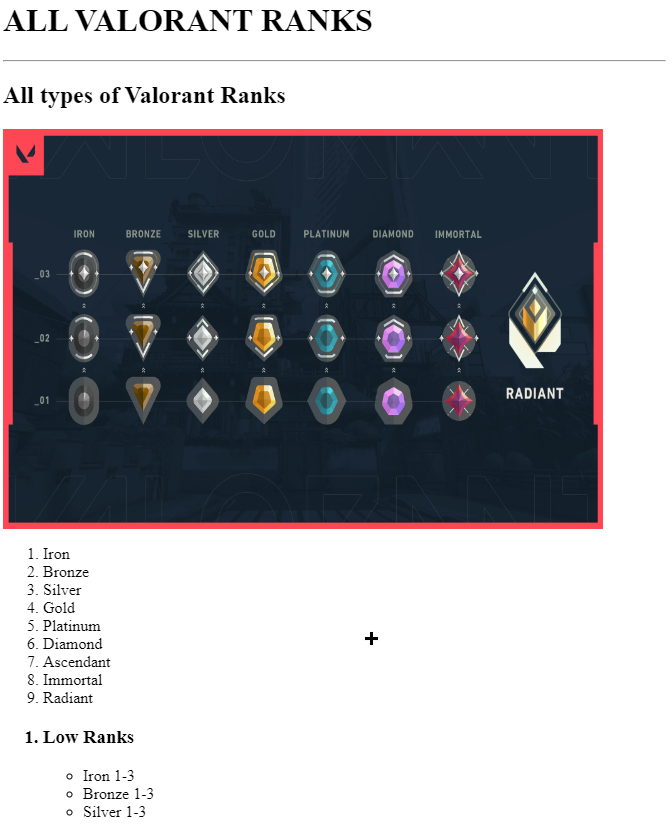 ALL VALORANT RANKS
All types of Valorant Ranks
IRON BRONZE SILVER GOLD PLATINUM DIAMOND IMMORTAL
_03
_02
_01
RADIANT
1. Iron
2. Bronze
3. Silver
4. Gold
5. Platinum
6. Diamond
7. Ascendant
8. Immortal
9. Radiant
1. Low Ranks
Iron 1-3
Bronze 1-3
Silver 1-3